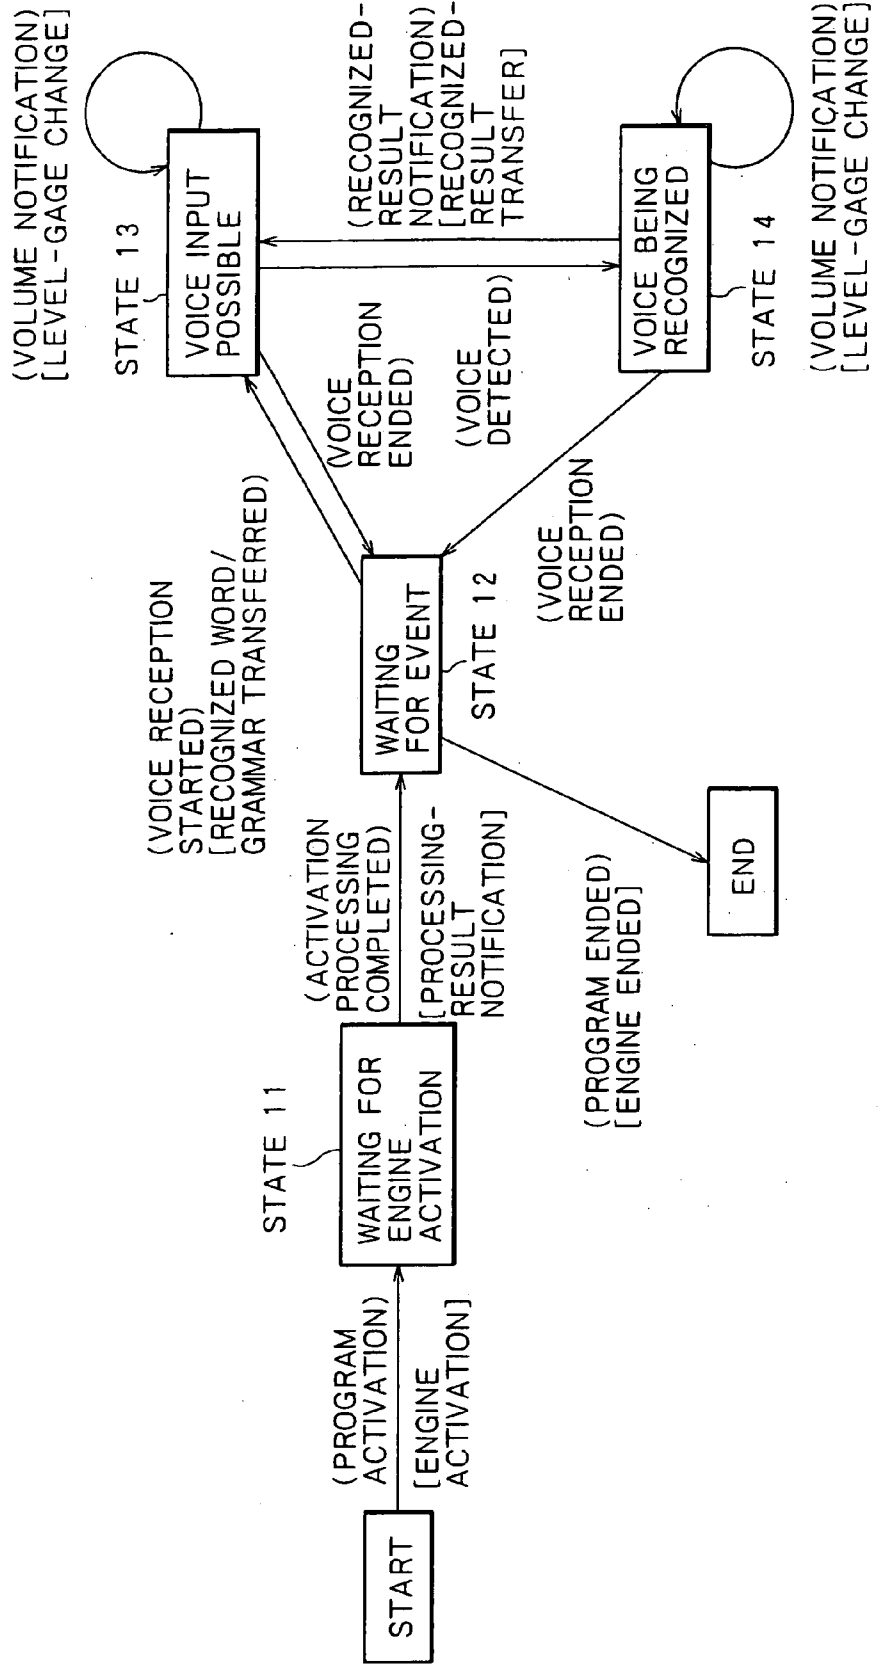 START
(PROGRAM
ACTIVATION)
[ENGINE
ACTIVATION]
STATE 11
WAITING FOR
ENGINE
ACTIVATION
(ACTIVATION
PROCESSING
COMPLETED)
[PROCESSING-
RESULT
NOTIFICATION]
WAITING
FOR EVENT
STATE 12
(PROGRAM ENDED)
[ENGINE ENDED]
END
(VOICE RECEPTION
STARTED)
[RECOGNIZED WORD/
GRAMMAR TRANSFERRED)
(VOICE
RECEPTION
ENDED)
(VOICE
DETECTED)
(VOICE
RECEPTION
ENDED)
(VOLUME NOTIFICATION)
[LEVEL-GAGE CHANGE]
STATE 13
VOICE INPUT
POSSIBLE
(RECOGNIZED-
RESULT
NOTIFICATION)
[RECOGNIZED-
RESULT
TRANSFER]
VOICE BEING
RECOGNIZED
STATE 14
(VOLUME NOTIFICATION)
[LEVEL-GAGE CHANGE]